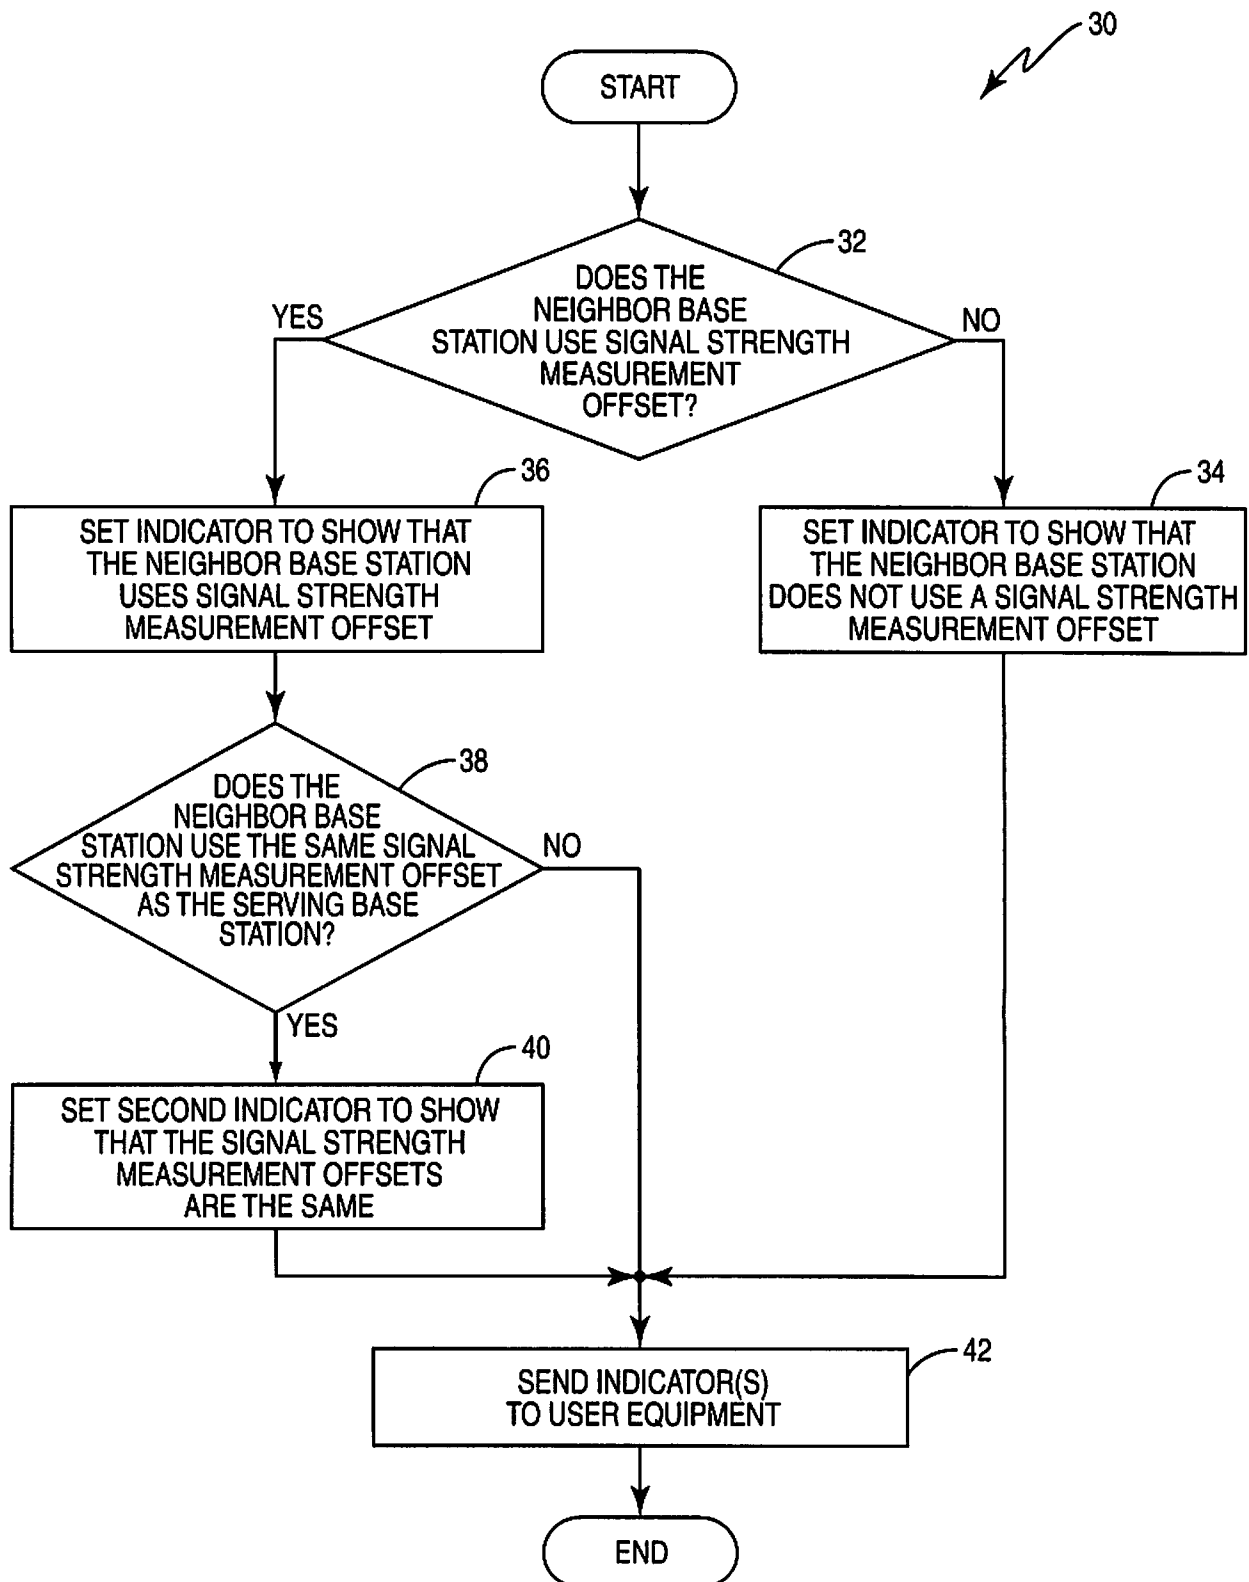 30
START
32
DOES THE
NEIGHBOR BASE
STATION USE SIGNAL STRENGTH
MEASUREMENT
OFFSET?
YES
NO
36
SET INDICATOR TO SHOW THAT
THE NEIGHBOR BASE STATION
USES SIGNAL STRENGTH
MEASUREMENT OFFSET
34
SET INDICATOR TO SHOW THAT
THE NEIGHBOR BASE STATION
DOES NOT USE A SIGNAL STRENGTH
MEASUREMENT OFFSET
38
DOES THE
NEIGHBOR BASE
STATION USE THE SAME SIGNAL
STRENGTH MEASUREMENT OFFSET
AS THE SERVING BASE
STATION?
NO
YES
40
SET SECOND INDICATOR TO SHOW
THAT THE SIGNAL STRENGTH
MEASUREMENT OFFSETS
ARE THE SAME
42
SEND INDICATOR(S)
TO USER EQUIPMENT
END